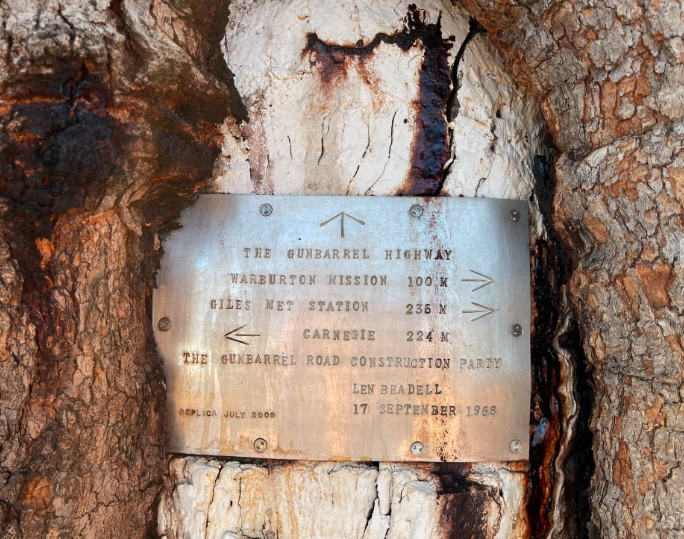 THE GUNBARREL HIGHWAY
WARBURTON MISSION 100 M
GILES MET STATION 235 M
CARNEGIE 224 M
THE GUNBARREL ROAD CONSTRUCTION PARTY
LEN BEADELL
REPLICA JULY 2009 17 SEPTEMBER 1958